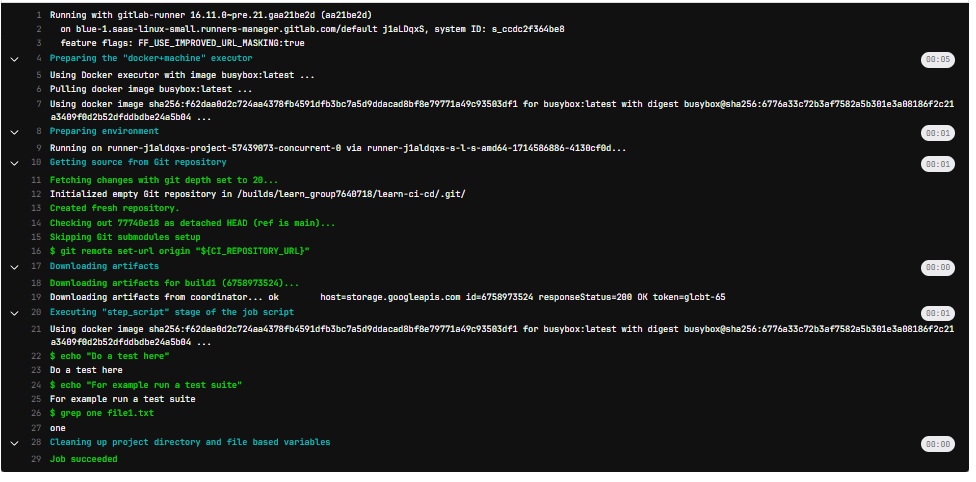 1 Running with gitlab-runner 16.11.0~pre.21.gaa21be2d (aa21be2d)
2 on blue-1.saas-linux-small.runners-manager.gitlab.com/default j1aLDqxS, system ID: s_ccdc2f364be8
3 feature flags: FF_USE_IMPROVED_URL_MASKING:true
4 Preparing the "docker+machine" executor 00:05
5 Using Docker executor with image busybox:latest ...
6 Pulling docker image busybox:latest ...
7 Using docker image sha256:f62daa0d2c724aa4378fb4591dfb3bc7a5d9ddacad8bf8e79771a49c93503df1 for busybox:latest with digest busybox@sha256:6776a33c72b3af7582a5b301e3a08186f2c21
a3409f0d2b52dfddbdbe24a5b04 ...
8 Preparing environment 00:01
9 Running on runner-j1aldqxs-project-57439073-concurrent-0 via runner-j1aldqxs-s-l-s-amd64-1714586886-4130cf0d...
10 Getting source from Git repository 00:01
11 Fetching changes with git depth set to 20...
12 Initialized empty Git repository in /builds/learn_group7640718/learn-ci-cd/.git/
13 Created fresh repository.
14 Checking out 77740e18 as detached HEAD (ref is main)...
15 Skipping Git submodules setup
16 $ git remote set-url origin "${CI_REPOSITORY_URL}"
17 Downloading artifacts 00:00
18 Downloading artifacts for build1 (6758973524)...
19 Downloading artifacts from coordinator... ok host=storage.googleapis.com id=6758973524 responseStatus=200 OK token=glcbt-65
20 Executing "step_script" stage of the job script 00:01
21 Using docker image sha256:f62daa0d2c724aa4378fb4591dfb3bc7a5d9ddacad8bf8e79771a49c93503df1 for busybox:latest with digest busybox@sha256:6776a33c72b3af7582a5b301e3a08186f2c21
a3409f0d2b52dfddbdbe24a5b04 ...
22 $ echo "Do a test here"
23 Do a test here
24 $ echo "For example run a test suite"
25 For example run a test suite
26 $ grep one file1.txt
27 one
28 Cleaning up project directory and file based variables 00:00
29 Job succeeded